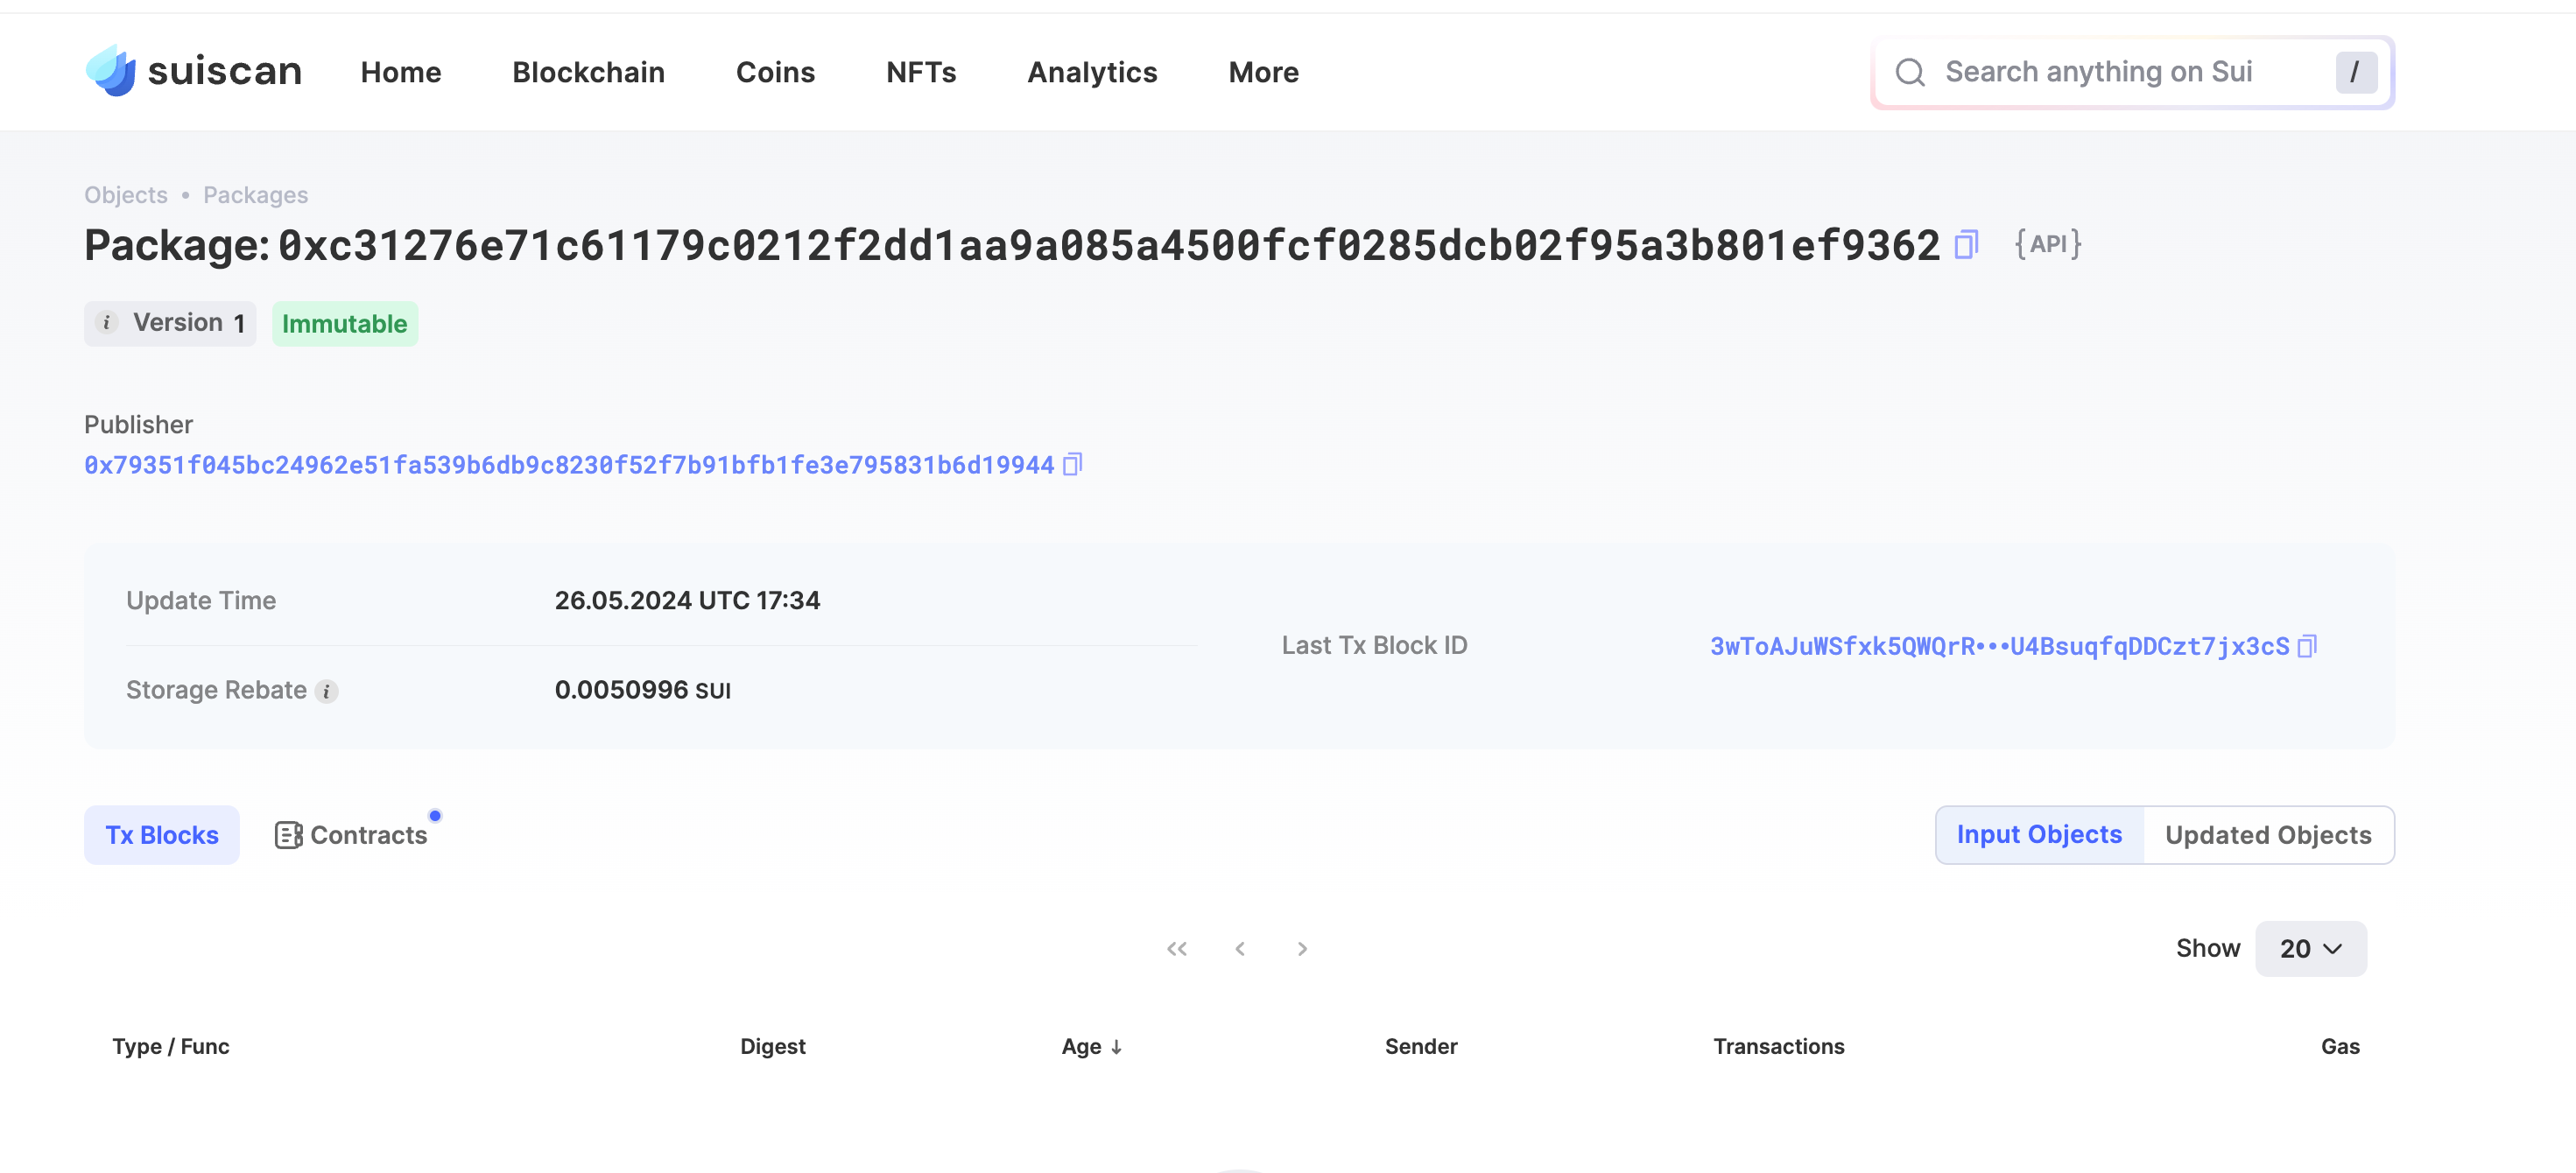 suiscan Home Blockchain Coins NFTs Analytics More Search anything on Sui /
Objects • Packages
Package: 0xc31276e71c61179c0212f2dd1aa9a085a4500fcf0285dcb02f95a3b801ef9362 {API}
i Version 1 Immutable
Publisher
0x79351f045bc24962e51fa539b6db9c8230f52f7b91bfb1fe3e795831b6d19944
Update Time 26.05.2024 UTC 17:34
Last Tx Block ID 3wToAJuWSfxk5QWQrR•••U4BsuqfqDDCzt7jx3cS
Storage Rebate i 0.0050996 SUI
Tx Blocks Contracts Input Objects Updated Objects
Show 20
Type / Func Digest Age ↓ Sender Transactions Gas